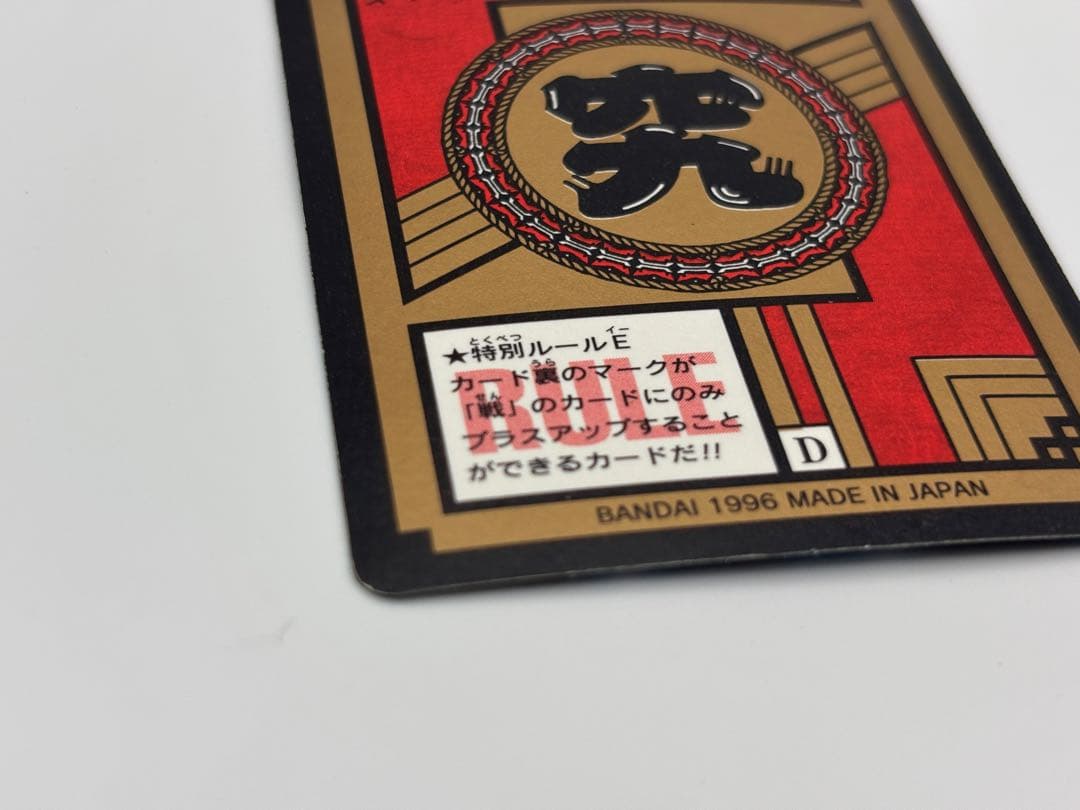 ★特別ルールE
カード裏のマークが
「戦」のカードにのみ
プラスアップすること
ができるカードだ!!
D
BANDAI 1996 MADE IN JAPAN
RULE